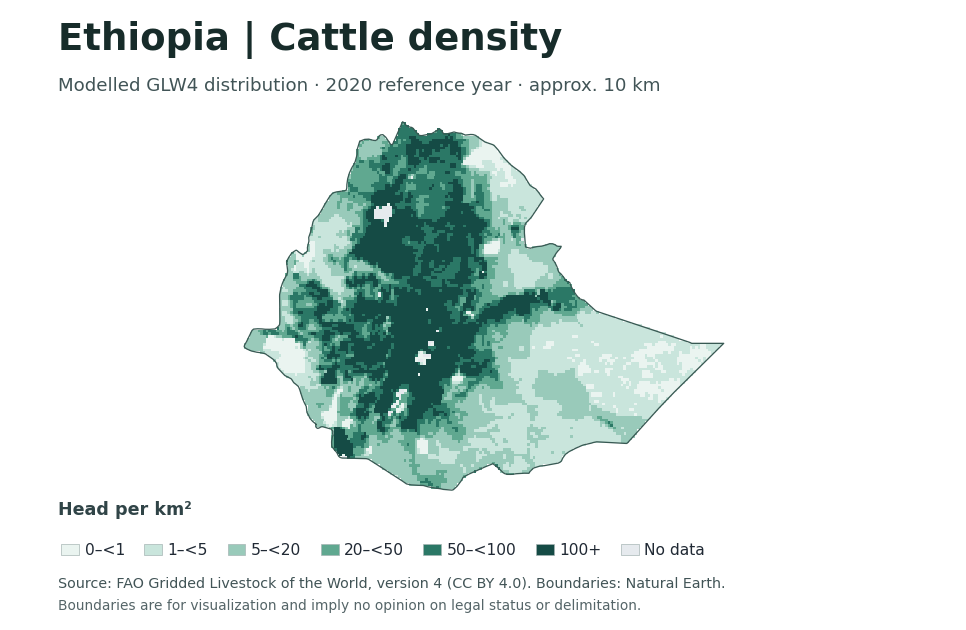 Ethiopia | Cattle density
Modelled GLW4 distribution · 2020 reference year · approx. 10 km
Head per km²
0–<1 1–<5 5–<20 20–<50 50–<100 100+ No data
Source: FAO Gridded Livestock of the World, version 4 (CC BY 4.0). Boundaries: Natural Earth.
Boundaries are for visualization and imply no opinion on legal status or delimitation.